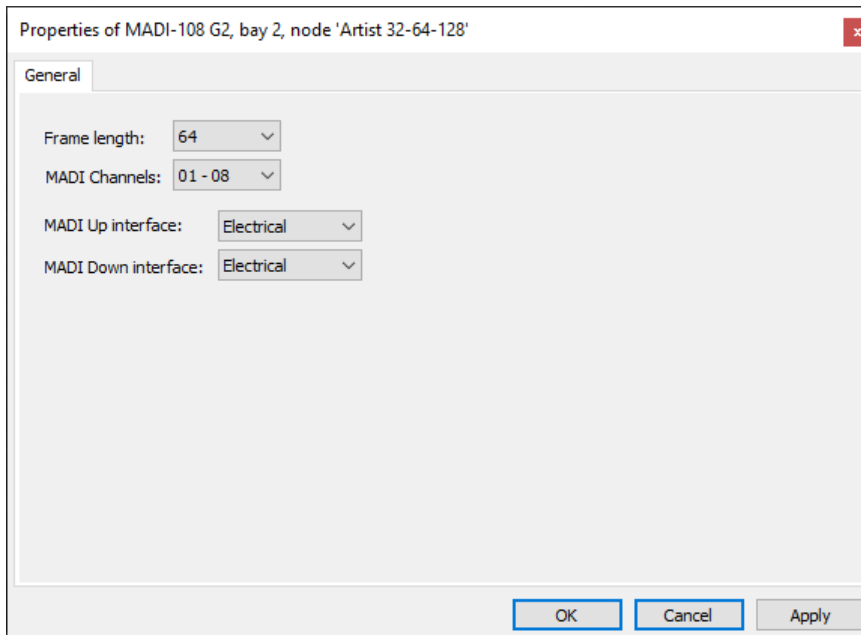 Properties of MADI-108 G2, bay 2, node 'Artist 32-64-128'
x
General
Frame length: 64
MADI Channels: 01 - 08
MADI Up interface: Electrical
MADI Down interface: Electrical
OK Cancel Apply